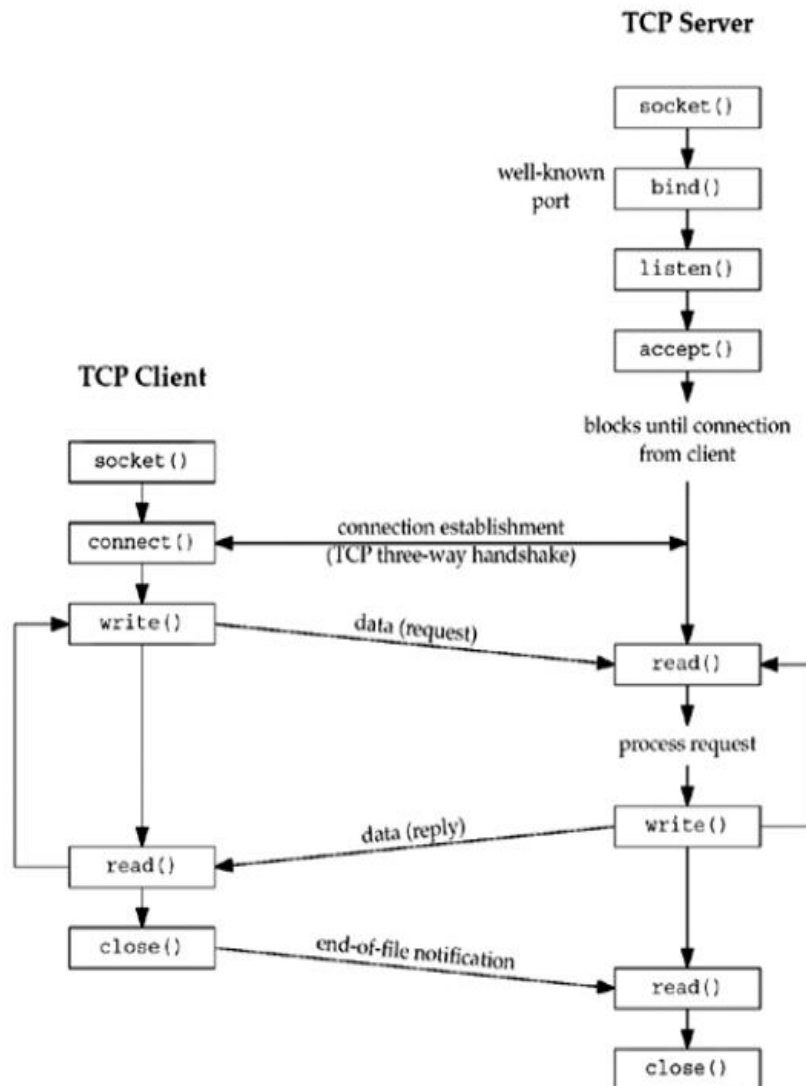 TCP Server
socket()
well-known
port
bind()
listen()
accept()
TCP Client
blocks until connection
from client
socket()
connection establishment
(TCP three-way handshake)
connect()
write()
data (request)
read()
process request
write()
data (reply)
read()
close()
end-of-file notification
read()
close()